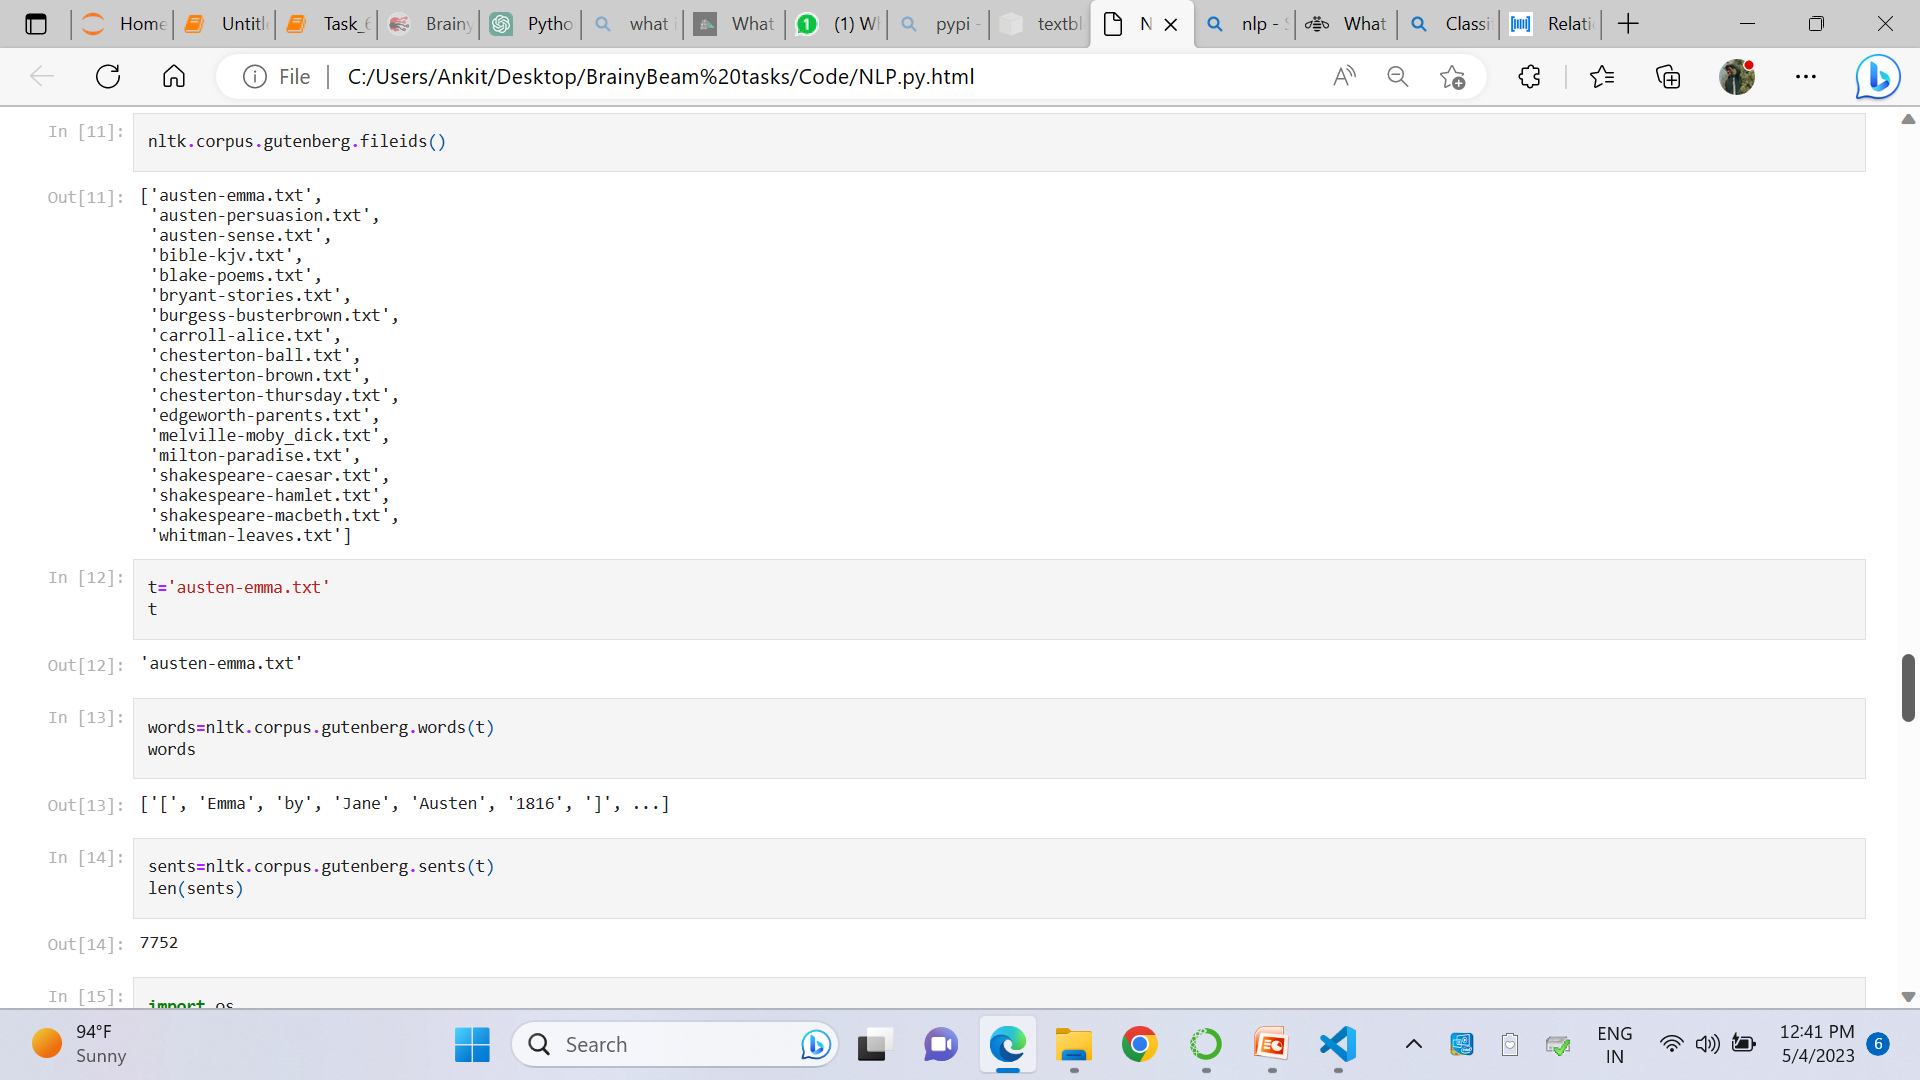 Home
Untitl
Task_6
Brainy
Pytho
what i
What
(1) Wh
pypi -
textbl
N
nlp - S
What
Classi
Relati
File
C:/Users/Ankit/Desktop/BrainyBeam%20tasks/Code/NLP.py.html
In [11]:
nltk.corpus.gutenberg.fileids()
Out[11]:
['austen-emma.txt',
'austen-persuasion.txt',
'austen-sense.txt',
'bible-kjv.txt',
'blake-poems.txt',
'bryant-stories.txt',
'burgess-busterbrown.txt',
'carroll-alice.txt',
'chesterton-ball.txt',
'chesterton-brown.txt',
'chesterton-thursday.txt',
'edgeworth-parents.txt',
'melville-moby_dick.txt',
'milton-paradise.txt',
'shakespeare-caesar.txt',
'shakespeare-hamlet.txt',
'shakespeare-macbeth.txt',
'whitman-leaves.txt']
In [12]:
t='austen-emma.txt'
t
Out[12]:
'austen-emma.txt'
In [13]:
words=nltk.corpus.gutenberg.words(t)
words
Out[13]:
['[', 'Emma', 'by', 'Jane', 'Austen', '1816', ']', ...]
In [14]:
sents=nltk.corpus.gutenberg.sents(t)
len(sents)
Out[14]:
7752
In [15]:
import os
94°F
Sunny
Search
ENG
IN
12:41 PM
5/4/2023
6